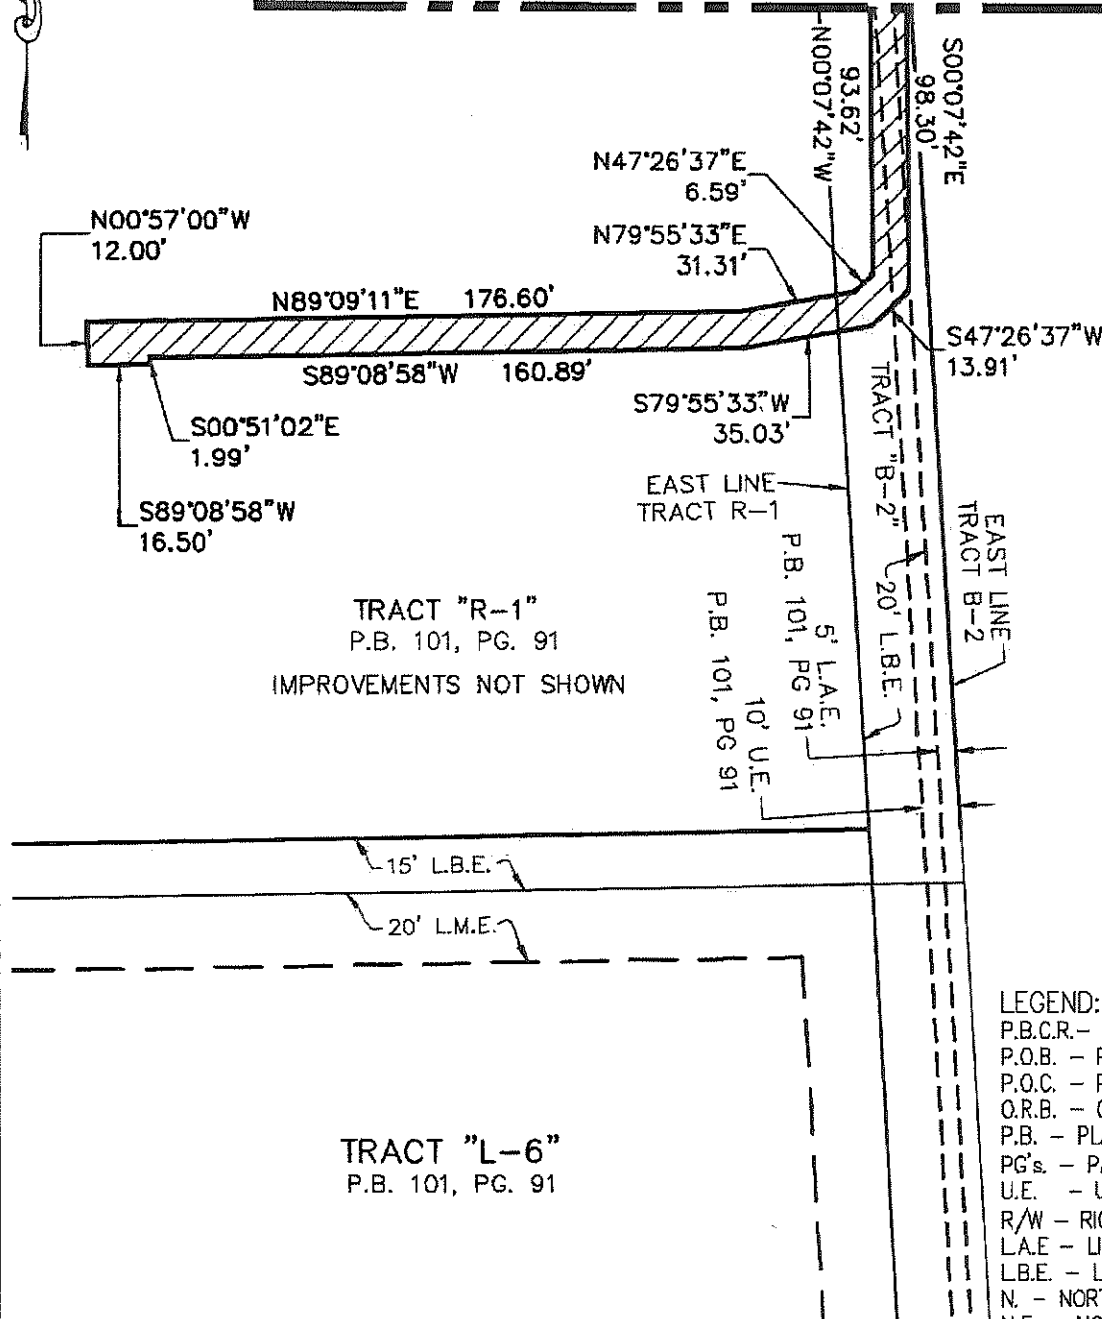 S00°07'42"E
98.30'
N00°07'42"W
93.62'
N47°26'37"E
6.59'
N79°55'33"E
31.31'
N00°57'00"W
12.00'
N89°09'11"E 176.60'
S89°08'58"W 160.89'
S47°26'37"W
13.91'
S79°55'33"W
35.03'
S00°51'02"E
1.99'
S89°08'58"W
16.50'
TRACT "B-2"
EAST LINE
TRACT R-1
EAST LINE
TRACT B-2
20' L.B.E.
5' L.A.E.
P.B. 101, PG 91
10' U.E.
P.B. 101, PG 91
TRACT "R-1"
P.B. 101, PG. 91
IMPROVEMENTS NOT SHOWN
15' L.B.E.
20' L.M.E.
TRACT "L-6"
P.B. 101, PG. 91
LEGEND:
P.B.C.R.-
P.O.B. -
P.O.C. -
O.R.B. -
P.B. -
PG's. -
U.E. -
R/W -
L.A.E -
L.B.E. -
N. -